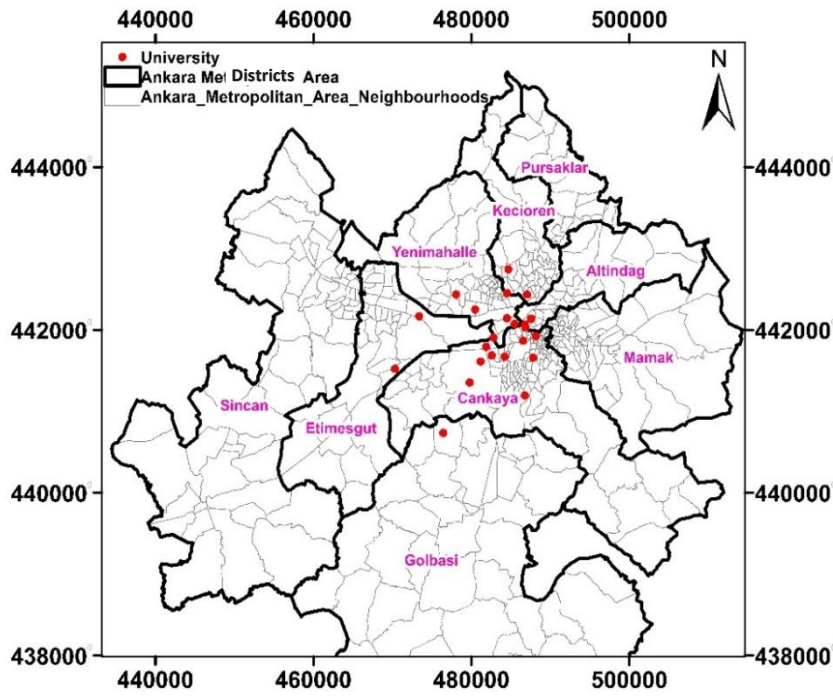 440000 460000 480000 500000
University
Ankara Met Districts Area
Ankara_Metropolitan_Area_Neighbourhoods
N
444000 444000
Pursaklar
Kecioren
Yenimahalle
Altindag
442000 442000
Mamak
Sincan
Cankaya
Etimesgut
440000 440000
Golbasi
438000 438000
440000 460000 480000 500000